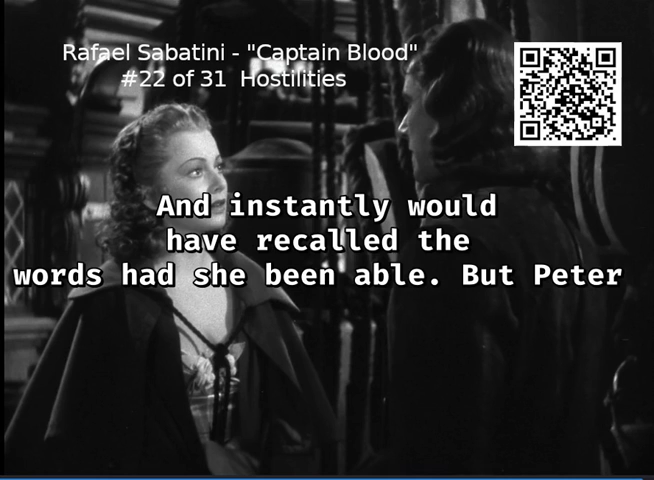 Rafael Sabatini - "Captain Blood"
#22 of 31 Hostilities
And instantly would
have recalled the
words had she been able. But Peter